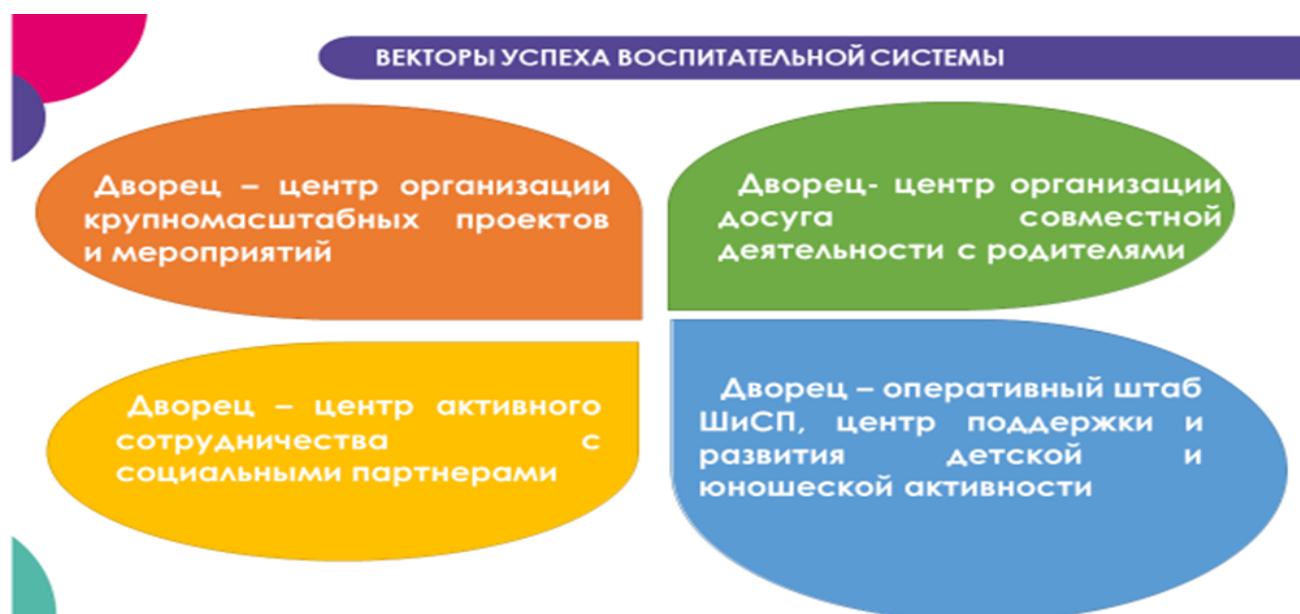 ВЕКТОРЫ УСПЕХА ВОСПИТАТЕЛЬНОЙ СИСТЕМЫ
Дворец – центр организации
крупномасштабных проектов
и мероприятий
Дворец- центр организации
досуга совместной
деятельности с родителями
Дворец – центр активного
сотрудничества с
социальными партнерами
Дворец – оперативный штаб
ШиСП, центр поддержки и
развития детской и
юношеской активности